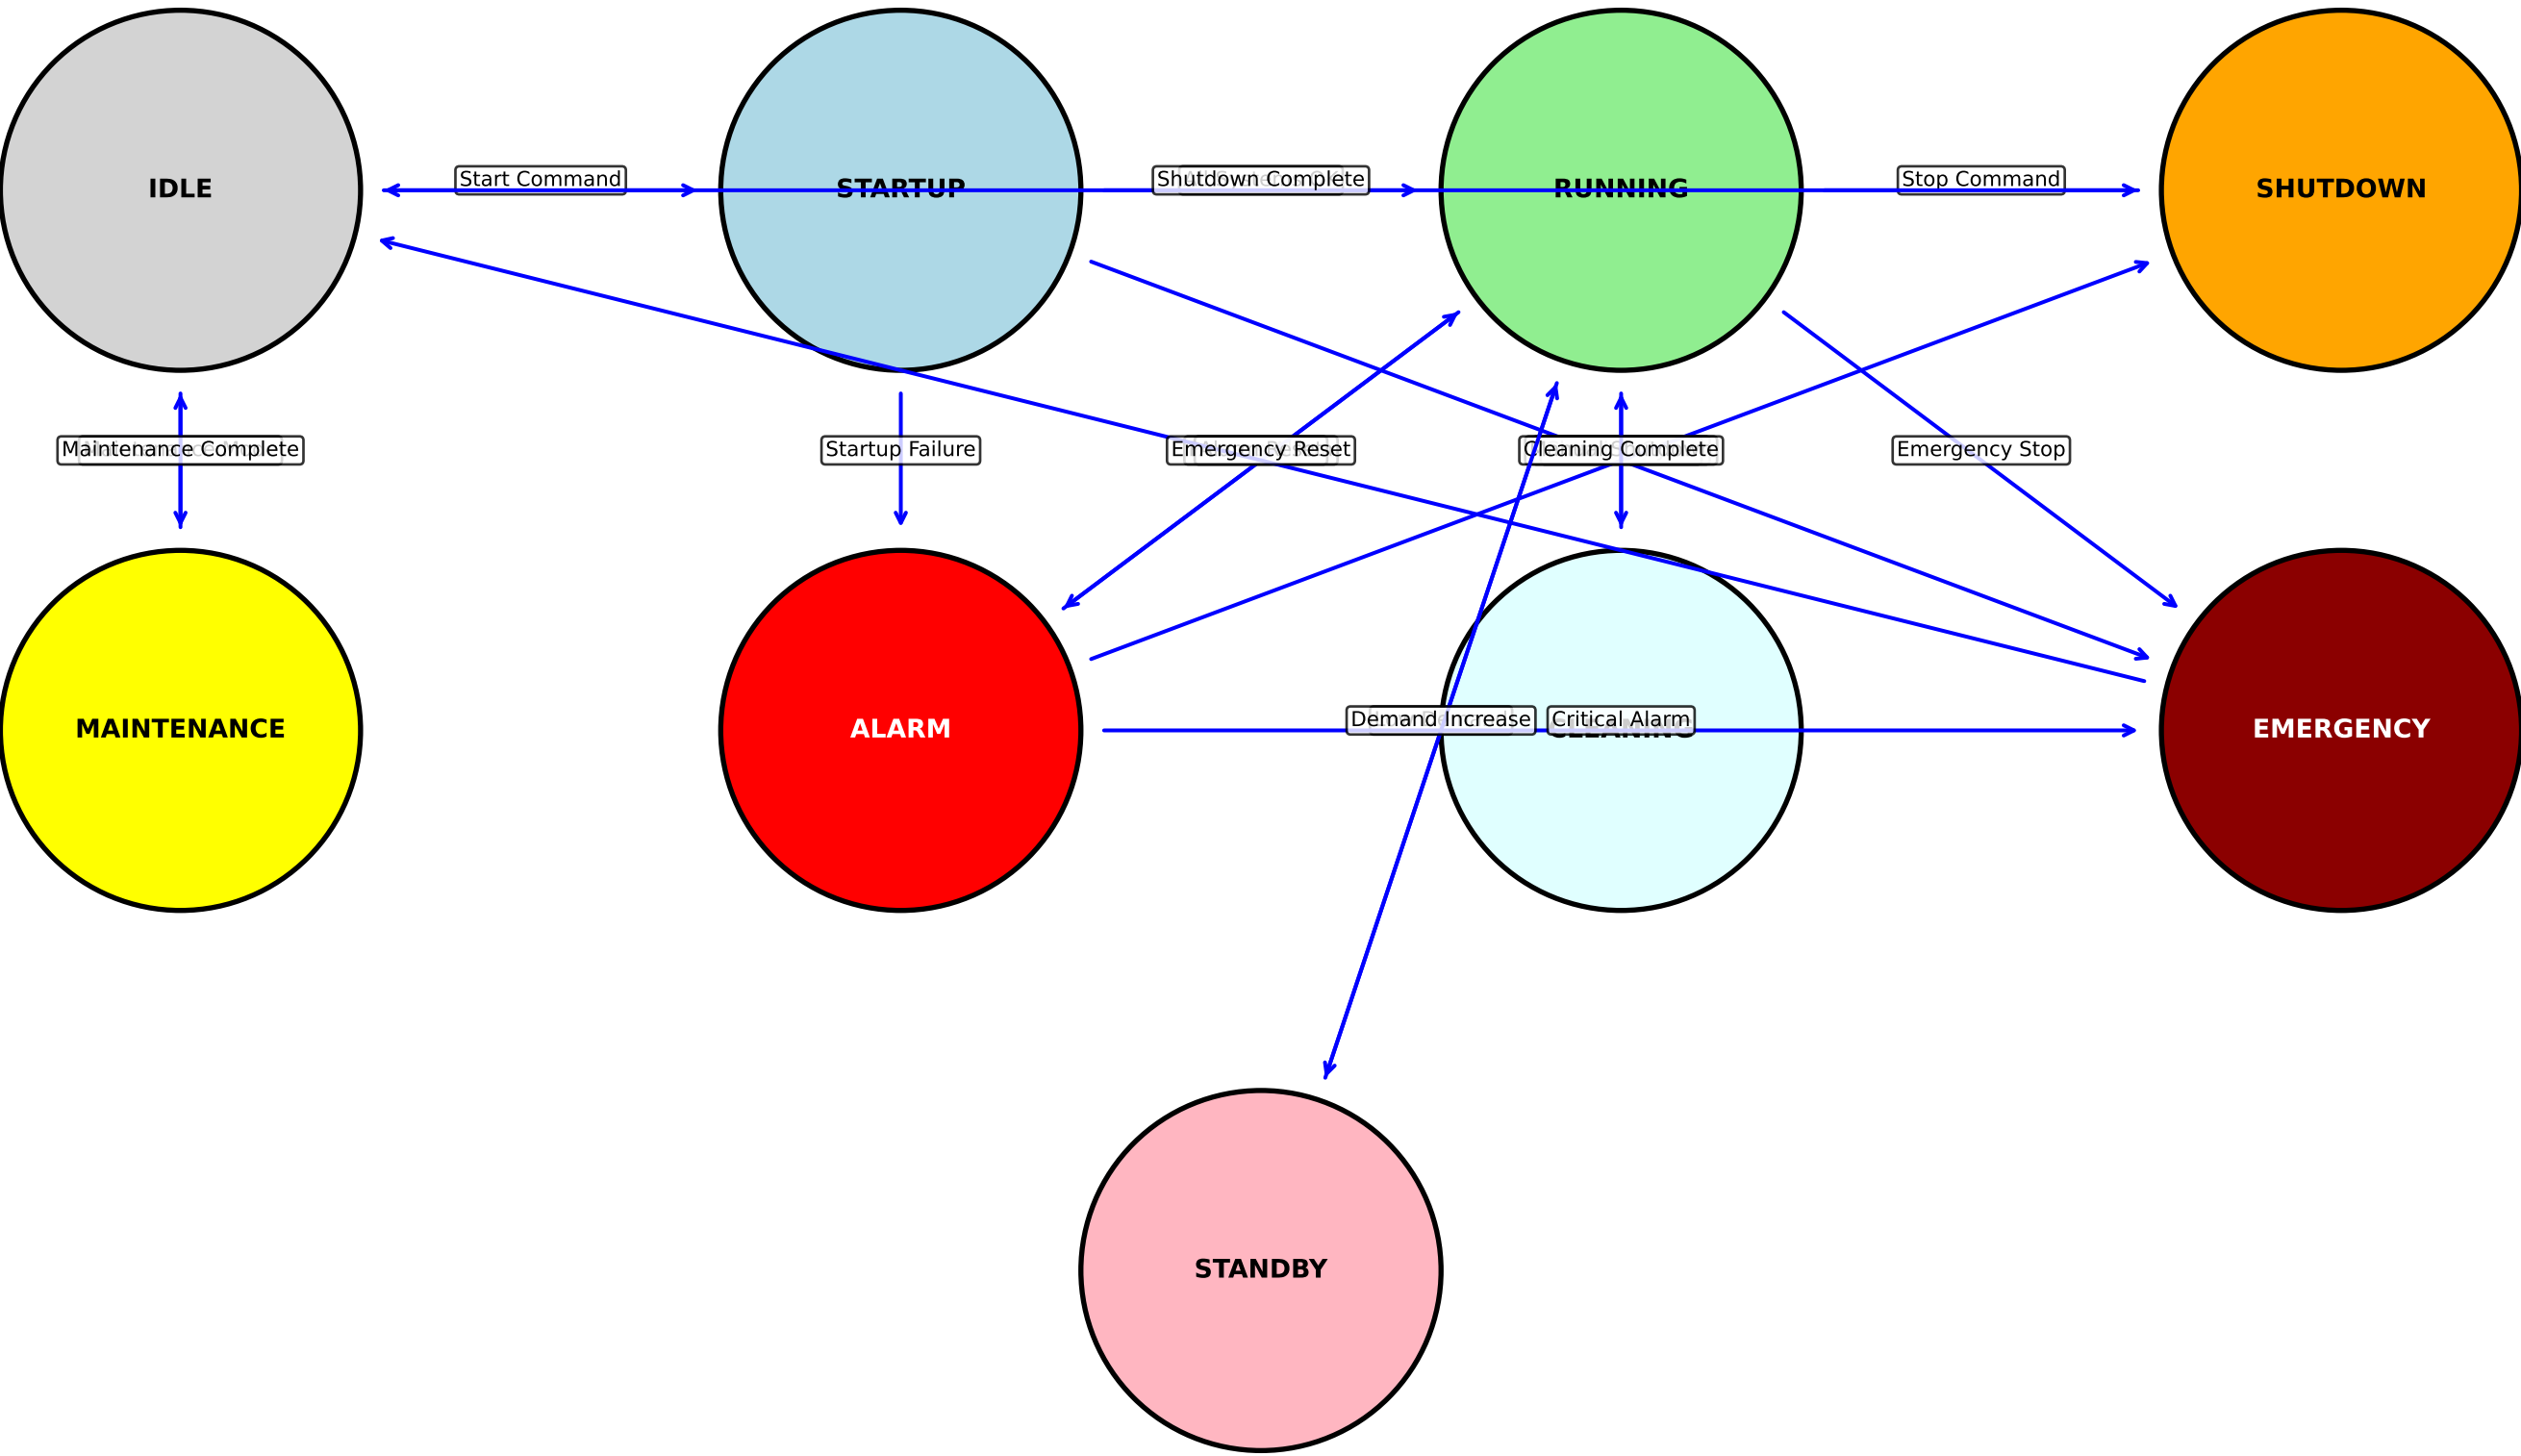 IDLE
Start Command
STARTUP
Shutdown Complete
RUNNING
Stop Command
SHUTDOWN
Maintenance Complete
Startup Failure
Emergency Reset
Cleaning Complete
Emergency Stop
MAINTENANCE
ALARM
Demand Increase
Critical Alarm
CLEANING
EMERGENCY
STANDBY